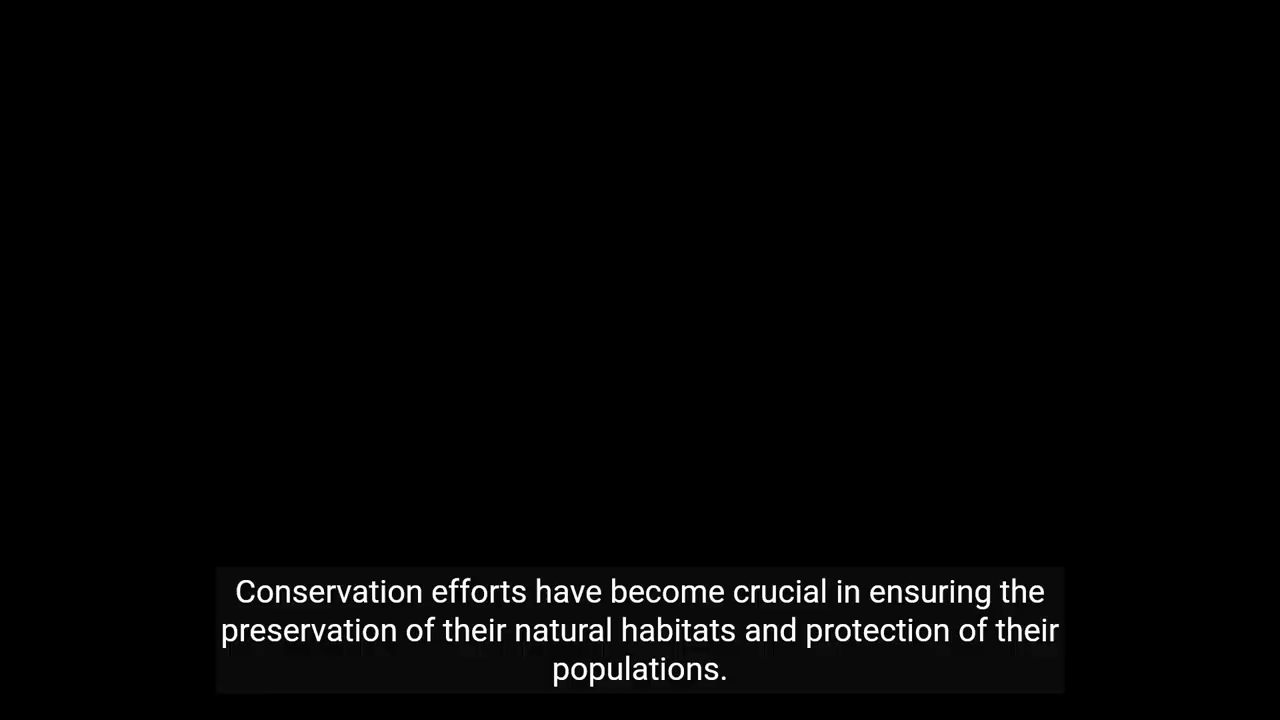 Conservation efforts have become crucial in ensuring the
preservation of their natural habitats and protection of their
populations.